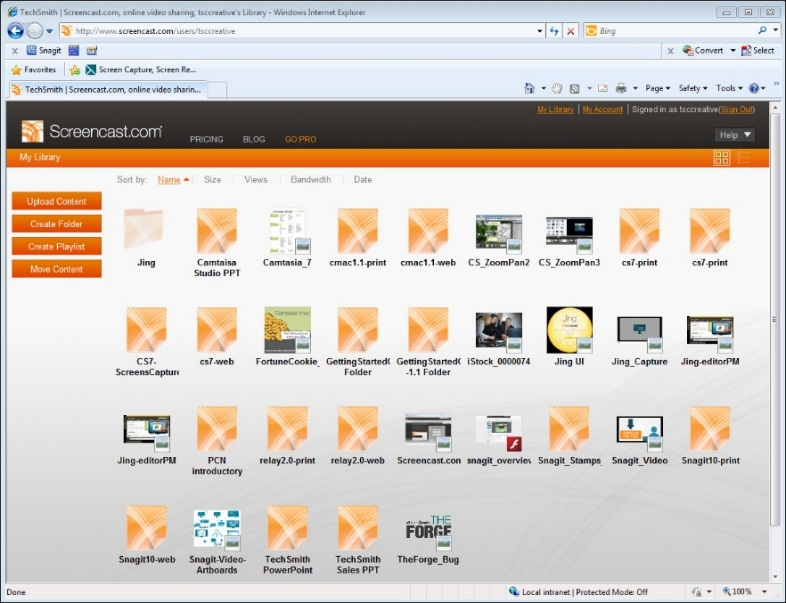 TechSmith | Screencast.com, online video sharing, tsccreative's Library - Windows Internet Explorer
http://www.screencast.com/users/tsccreative
Bing
x Snagit
x Convert Select
Favorites Screen Capture, Screen Re...
TechSmith | Screencast.com, online video sharin...
Page Safety Tools
My Library | My Account | Signed in as tsccreative(Sign Out)
Screencast.com
PRICING BLOG GO PRO
Help
My Library
Sort by: Name Size Views Bandwidth Date
Upload Content
Create Folder
Create Playlist
Move Content
Jing
Camtaisa
Studio PPT
Camtasia_7
cmac1.1-print
cmac1.1-web
CS_ZoomPan2
CS_ZoomPan3
cs7-print
cs7-print
CS7-
ScreensCapture
cs7-web
FortuneCookie_
GettingStartedG
Folder
GettingStartedG
-1.1 Folder
iStock_0000074
Jing UI
Jing_Capture
Jing-editorPM
Jing-editorPM
PCN
introductory
relay2.0-print
relay2.0-web
Screencast.con
snagit_overview
Snagit_Stamps_
Snagit_Video
Snagit10-print
Snagit10-web
Snagit-Video-
Artboards
TechSmith
PowerPoint
TechSmith
Sales PPT
THE
FORGE
TheForge_Bug
Done
Local intranet | Protected Mode: Off
100%